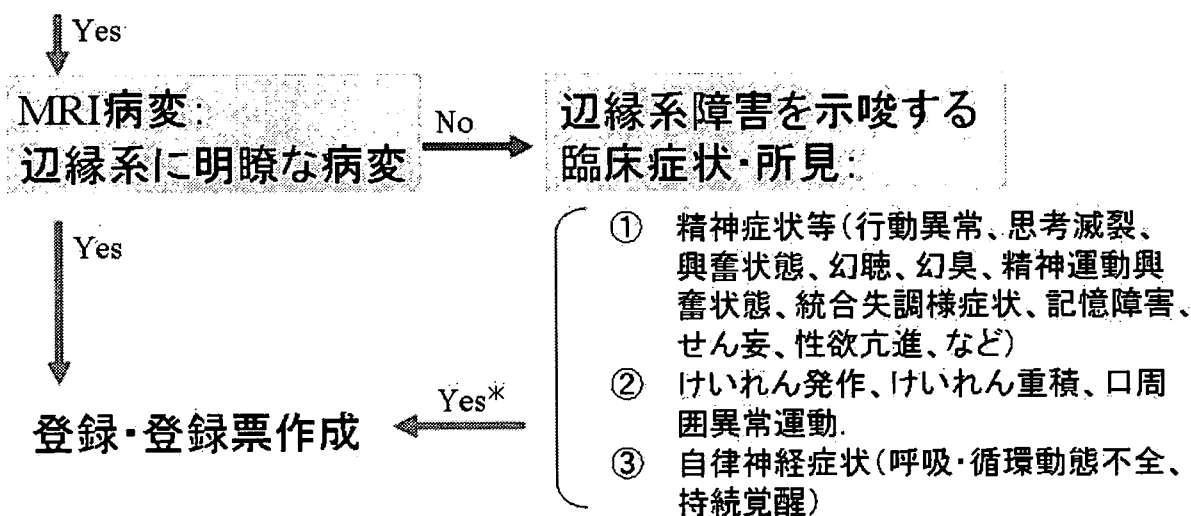 Yes
MRI病変:
辺縁系に明瞭な病変
No
辺縁系障害を示唆する
臨床症状・所見:
Yes
① 精神症状等(行動異常、思考滅裂、
興奮状態、幻聴、幻臭、精神運動興
奮状態、統合失調様症状、記憶障害、
せん妄、性欲亢進、など)
② けいれん発作、けいれん重積、口周
囲異常運動.
③ 自律神経症状(呼吸・循環動態不全、
持続覚醒)
Yes*
登録・登録票作成